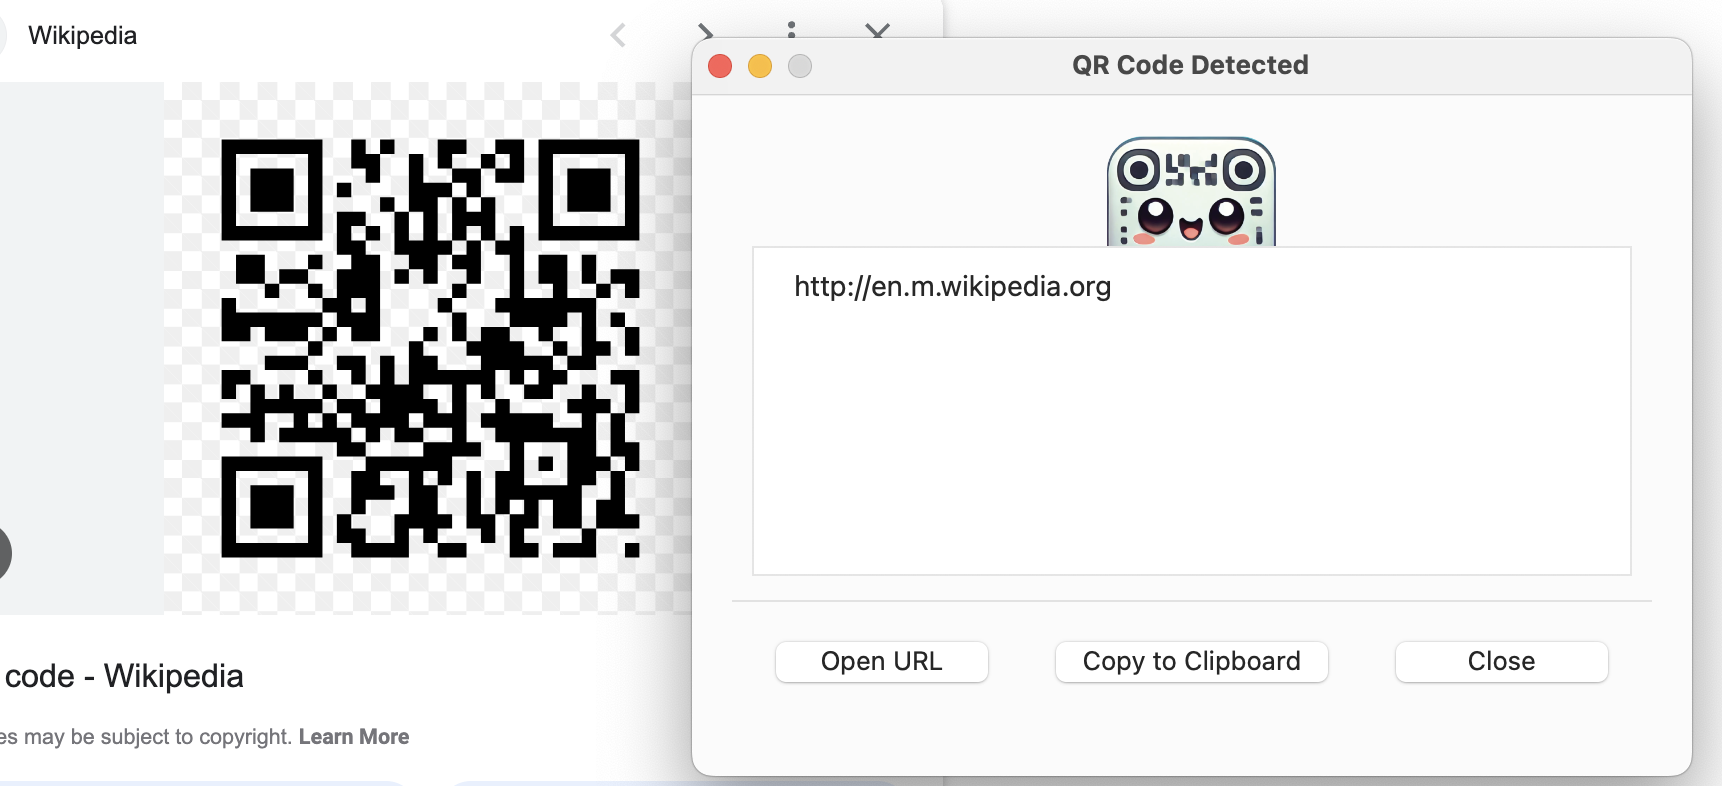 Wikipedia
QR Code Detected
http://en.m.wikipedia.org
Open URL
Copy to Clipboard
Close
code - Wikipedia
may be subject to copyright. Learn More